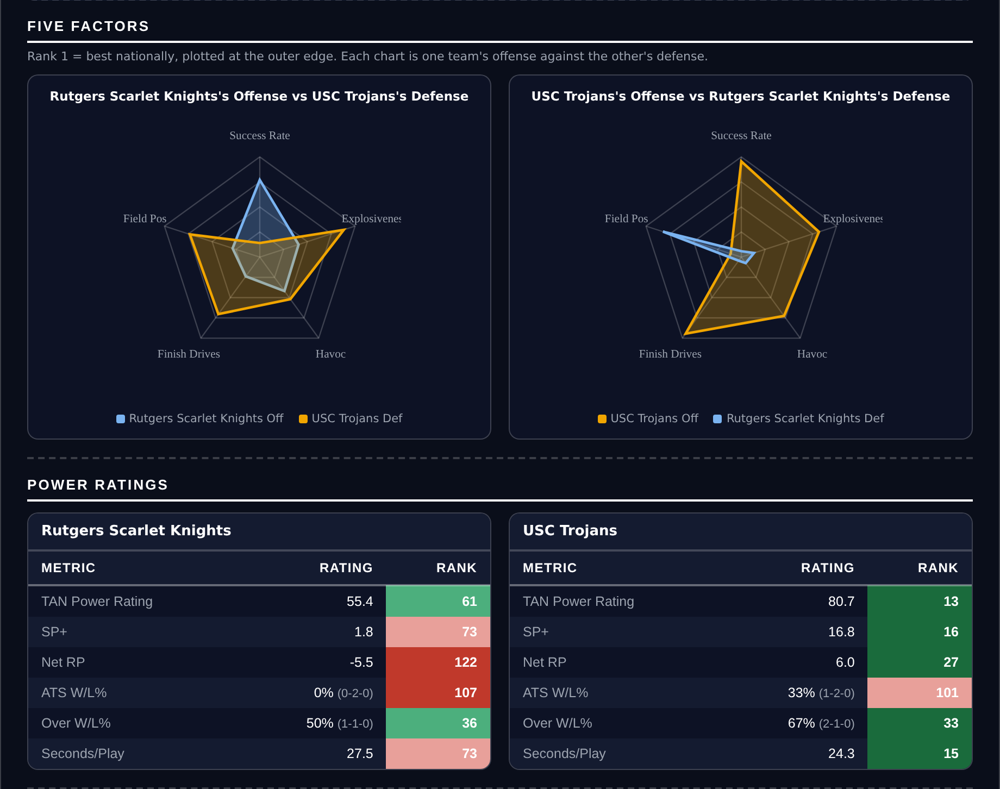 FIVE FACTORS
Rank 1 = best nationally, plotted at the outer edge. Each chart is one team's offense against the other's defense.
Rutgers Scarlet Knights's Offense vs USC Trojans's Defense
Success Rate
Field Pos
Explosivenes
Finish Drives
Havoc
Rutgers Scarlet Knights Off
USC Trojans Def
USC Trojans's Offense vs Rutgers Scarlet Knights's Defense
Success Rate
Field Pos
Explosivenes
Finish Drives
Havoc
USC Trojans Off
Rutgers Scarlet Knights Def
POWER RATINGS
Rutgers Scarlet Knights
METRIC RATING RANK
TAN Power Rating 55.4 61
SP+ 1.8 73
Net RP -5.5 122
ATS W/L% 0% (0-2-0) 107
Over W/L% 50% (1-1-0) 36
Seconds/Play 27.5 73
USC Trojans
METRIC RATING RANK
TAN Power Rating 80.7 13
SP+ 16.8 16
Net RP 6.0 27
ATS W/L% 33% (1-2-0) 101
Over W/L% 67% (2-1-0) 33
Seconds/Play 24.3 15